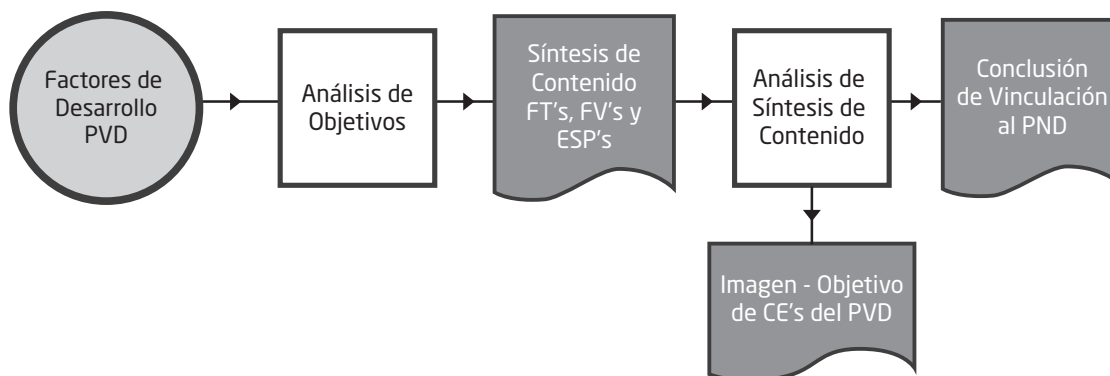 Factores de
Desarrollo
PVD
Análisis de
Objetivos
Síntesis de
Contenido
FT's, FV's y
ESP's
Análisis de
Síntesis de
Contenido
Conclusión
de Vinculación
al PND
Imagen - Objetivo
de CE's del PVD